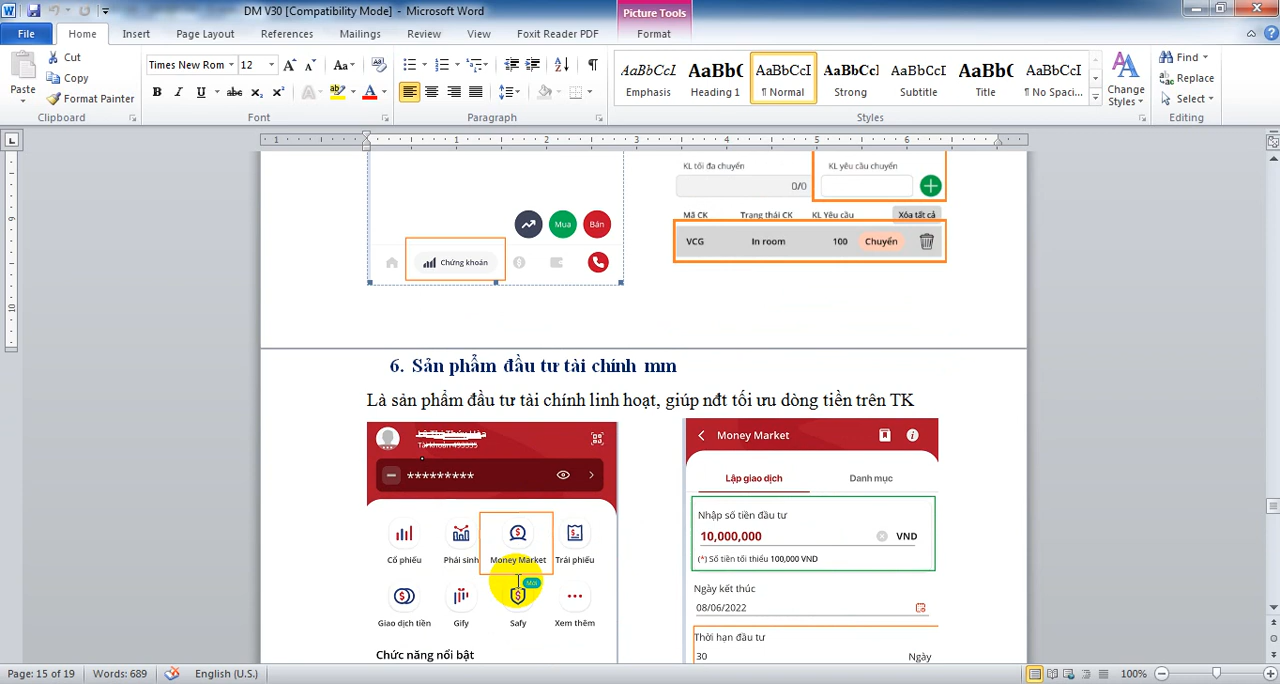 DM V30 [Compatibility Mode] - Microsoft Word
Picture Tools
File
Home
Insert
Page Layout
References
Mailings
Review
View
Foxit Reader PDF
Format
Paste
Cut
Copy
Format Painter
Clipboard
Times New Rom
12
Font
Paragraph
AaBbCcI
Emphasis
AaBb(
Heading 1
AaBbCcI
¶ Normal
AaBbCcl
Strong
AaBbCcI
Subtitle
AaBb(
Title
AaBbCcI
¶ No Spaci...
Styles
Change Styles
Find
Replace
Select
Editing
KL tối đa chuyển
KL yêu cầu chuyển
0/0
Mã CK
Trạng thái CK
KL Yêu cầu
Xóa tất cả
VCG
In room
100
Chuyển
Mua
Bán
Chứng khoán
6. Sản phẩm đầu tư tài chính mm
Là sản phẩm đầu tư tài chính linh hoạt, giúp nđt tối ưu dòng tiền trên TK
*********
Cổ phiếu
Phái sinh
Money Market
Trái phiếu
Mới
Giao dịch tiền
Gify
Safy
Xem thêm
Chức năng nổi bật
Money Market
Lập giao dịch
Danh mục
Nhập số tiền đầu tư
10,000,000
VND
(*) Số tiền tối thiểu 100,000 VND
Ngày kết thúc
08/06/2022
Thời hạn đầu tư
30
Ngày
Page: 15 of 19
Words: 689
English (U.S.)
100%